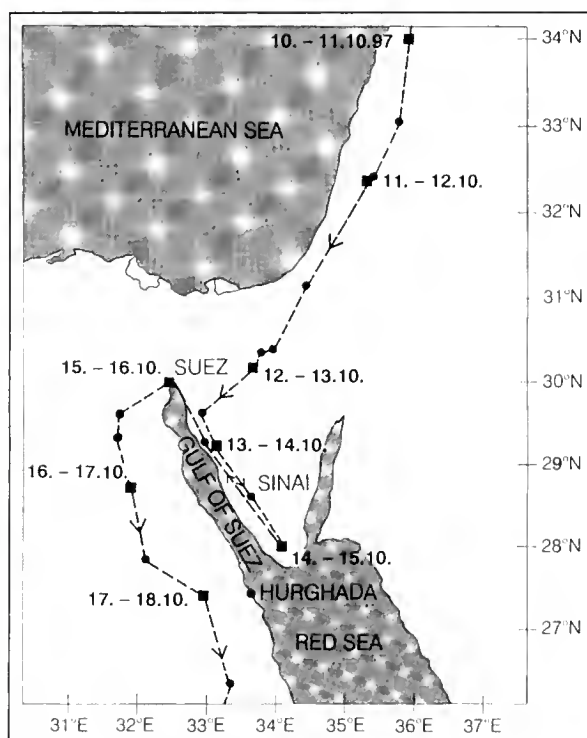 10. – 11.10.97
34°N
MEDITERRANEAN SEA
33°N
11. – 12.10.
32°N
31°N
15. – 16.10.
SUEZ
12. – 13.10.
30°N
13. – 14.10.
29°N
16. – 17.10.
GULF OF SUEZ
SINAI
14. – 15.10.
28°N
17. – 18.10.
HURGHADA
RED SEA
27°N
31°E 32°E 33°E 34°E 35°E 36°E 37°E